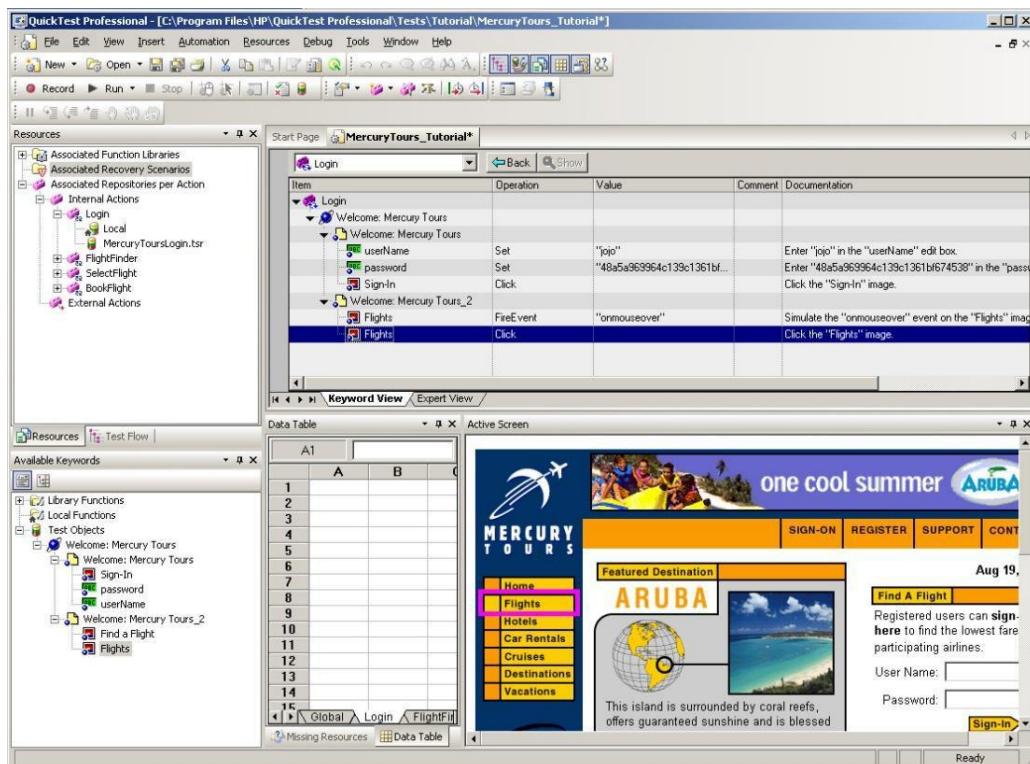 QuickTest Professional - [C:\Program Files\HP\QuickTest Professional\Tests\Tutorial\MercuryTours_Tutorial*]
File Edit View Insert Automation Resources Debug Tools Window Help
New Open
Record Run Stop
Resources
Associated Function Libraries
Associated Recovery Scenarios
Associated Repositories per Action
Internal Actions
Login
Local
MercuryToursLogin.tsr
FlightFinder
SelectFlight
BookFlight
External Actions
Resources Test Flow
Start Page MercuryTours_Tutorial*
Login Back Show
Item Operation Value Comment Documentation
Login
Welcome: Mercury Tours
Welcome: Mercury Tours
userName Set "jojo" Enter "jojo" in the "userName" edit box.
password Set "48a5a969964c139c1361bf... Enter "48a5a969964c139c1361bf674538" in the "passw
Sign-In Click Click the "Sign-In" image.
Welcome: Mercury Tours_2
Flights FireEvent "onmouseover" Simulate the "onmouseover" event on the "Flights" imag
Flights Click Click the "Flights" image.
Keyword View Expert View
Available Keywords
Library Functions
Local Functions
Test Objects
Welcome: Mercury Tours
Welcome: Mercury Tours
Sign-In
password
userName
Welcome: Mercury Tours_2
Find a Flight
Flights
Data Table
A1
A B
1
2
3
4
5
6
7
8
9
10
11
12
13
14
15
Global Login FlightFin
Missing Resources Data Table
Active Screen
MERCURY
TOURS
one cool summer ARUBA
SIGN-ON REGISTER SUPPORT CONT
Home
Flights
Hotels
Car Rentals
Cruises
Destinations
Vacations
Featured Destination
ARUBA
This island is surrounded by coral reefs,
offers guaranteed sunshine and is blessed
Aug 19,
Find A Flight
Registered users can sign-
here to find the lowest fare
participating airlines.
User Name:
Password:
Sign-In
Ready